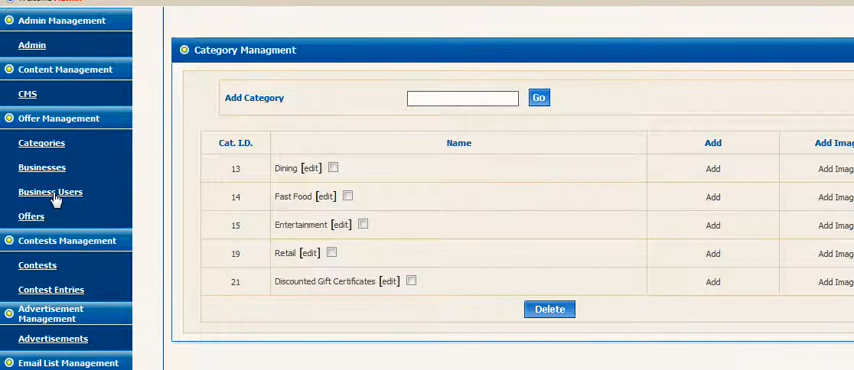 Admin Management
Admin
Content Management
CMS
Offer Management
Categories
Businesses
Business Users
Offers
Contests Management
Contests
Contest Entries
Advertisement
Management
Advertisements
Email List Management
Category Managment
Add Category Go
Cat. I.D. Name Add Add Imag
13 Dining [edit] Add Add Imag
14 Fast Food [edit] Add Add Imag
15 Entertainment [edit] Add Add Imag
19 Retail [edit] Add Add Imag
21 Discounted Gift Certificates [edit] Add Add Imag
Delete